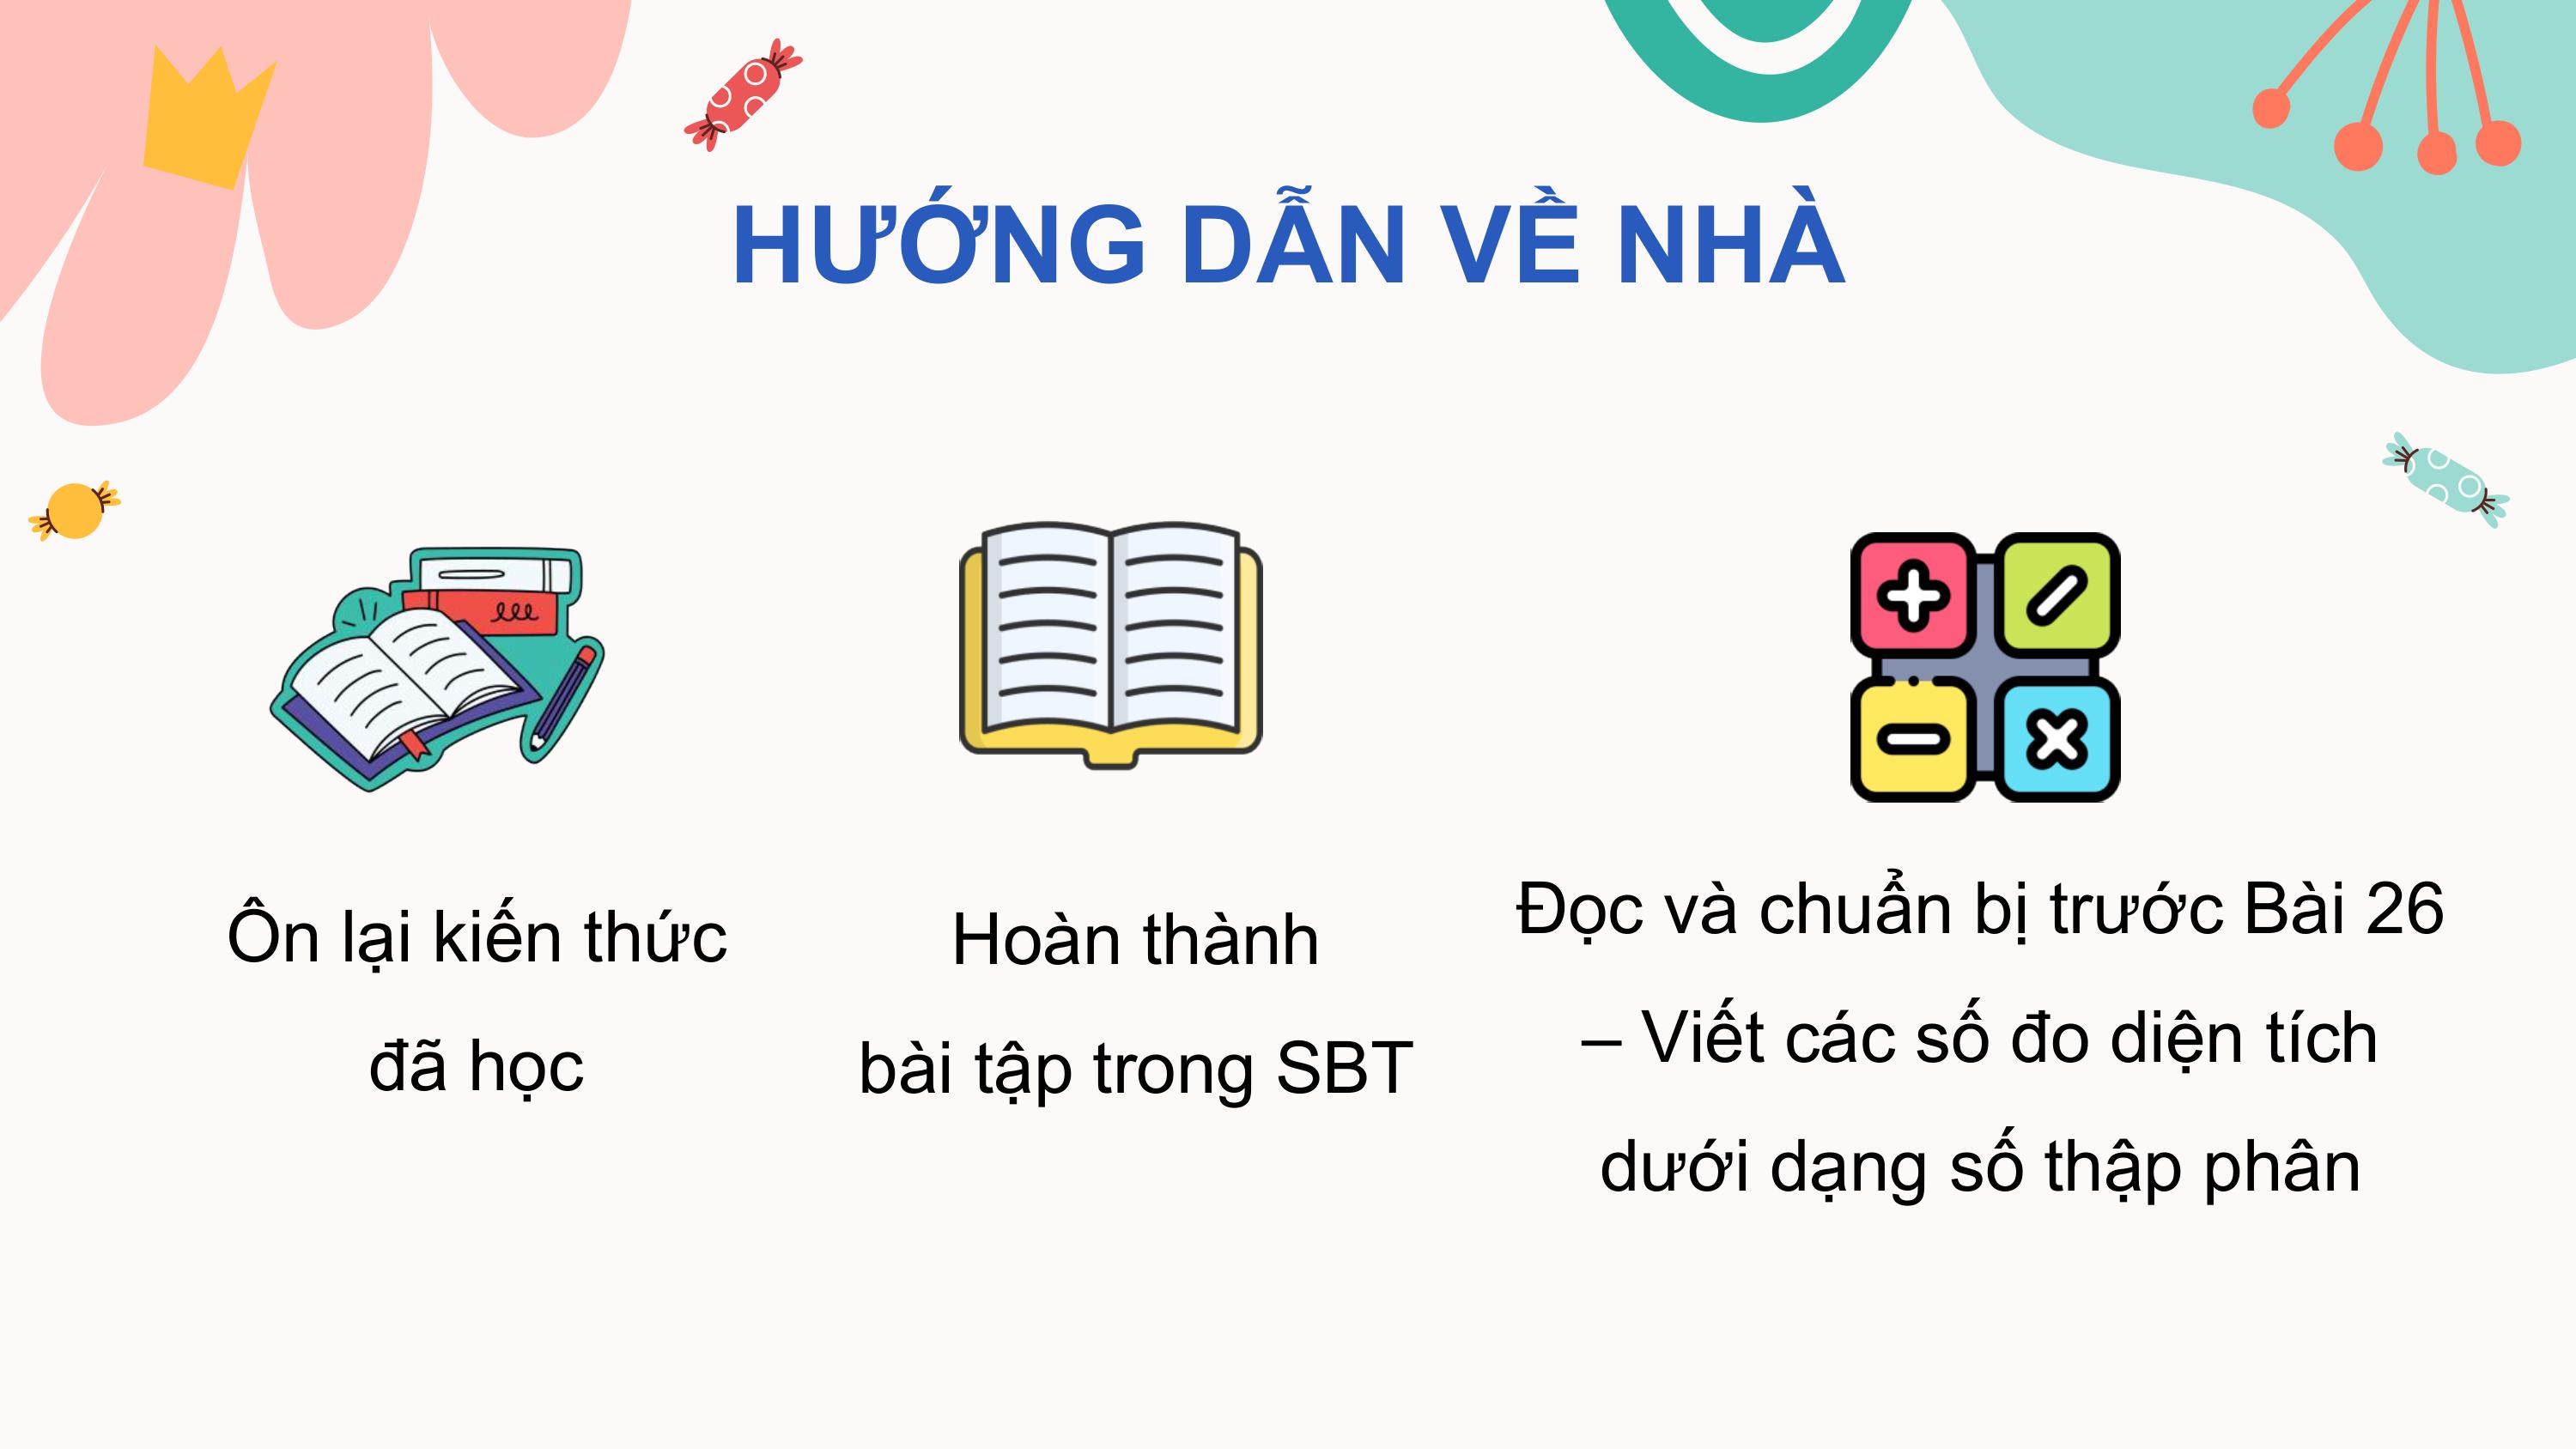 HƯỚNG DẪN VỀ NHÀ
Ôn lại kiến thức
đã học
Hoàn thành
bài tập trong SBT
Đọc và chuẩn bị trước Bài 26
– Viết các số đo diện tích
dưới dạng số thập phân